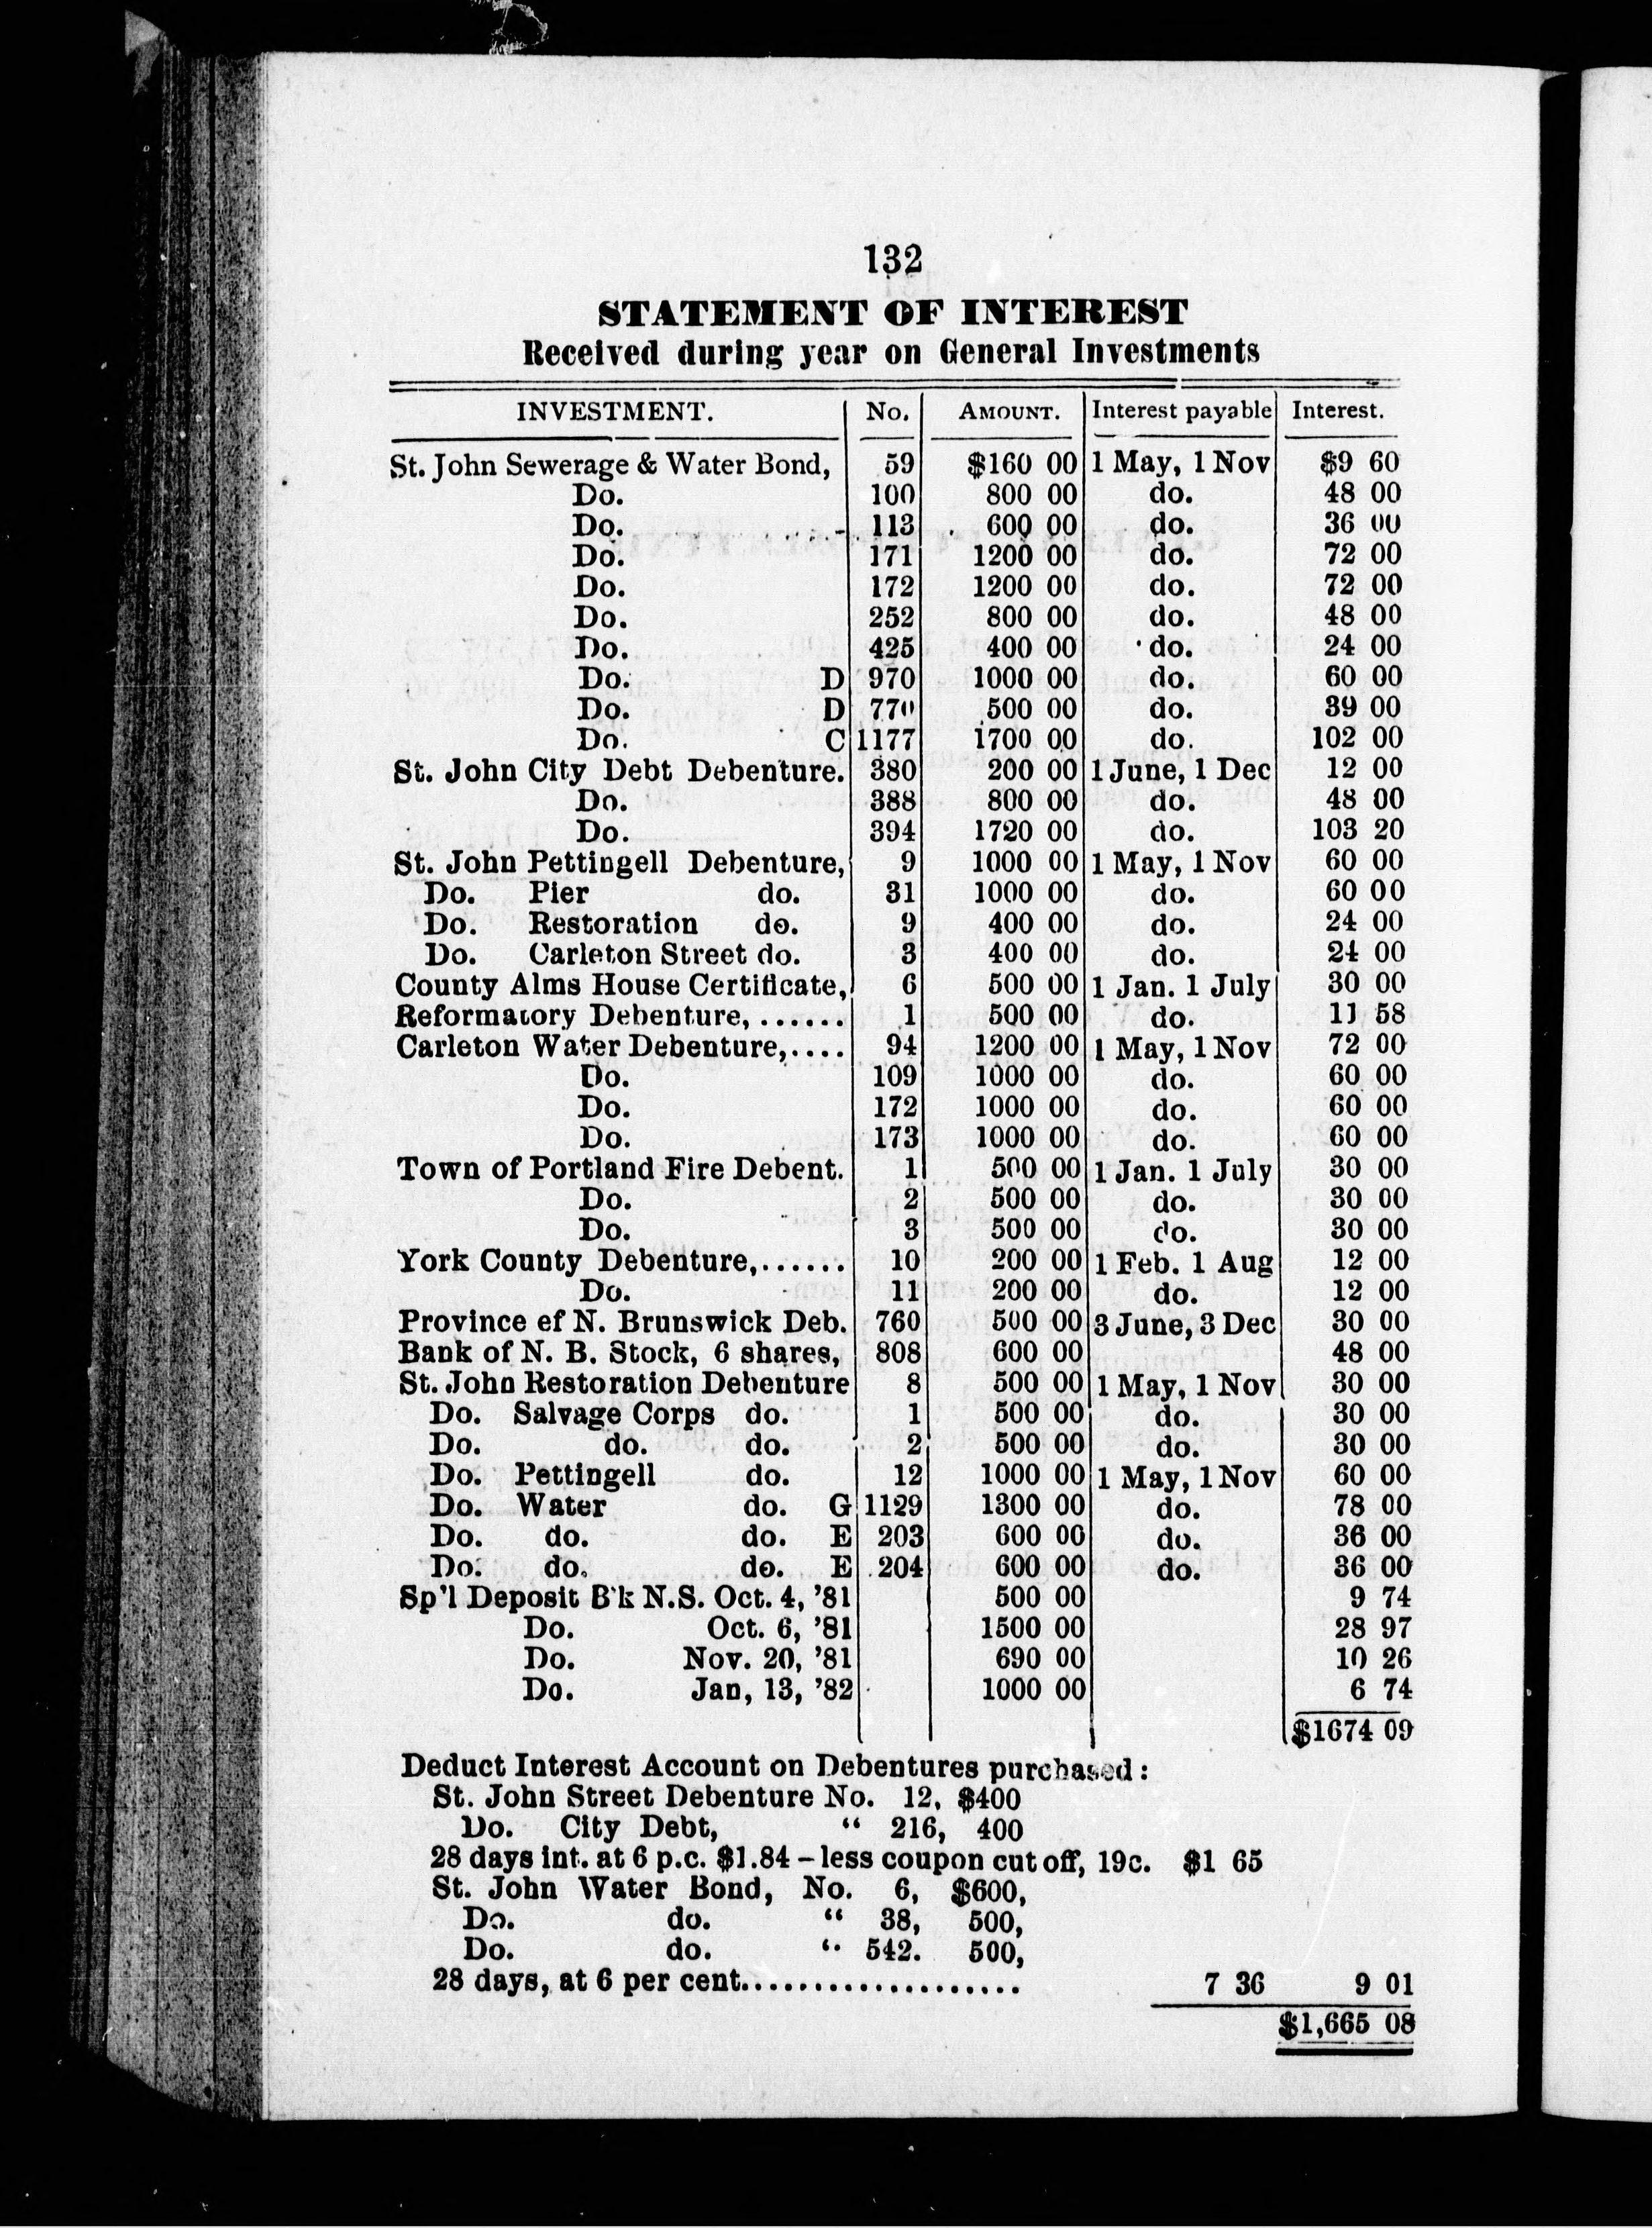 132
STATEMENT OF INTEREST
Received during year on General Investments
INVESTMENT. No. AMOUNT. Interest payable Interest.
St. John Sewerage & Water Bond, 59 $160 00 1 May, 1 Nov $9 60
Do. 100 800 00 do. 48 00
Do. 113 600 00 do. 36 00
Do. 171 1200 00 do. 72 00
Do. 172 1200 00 do. 72 00
Do. 252 800 00 do. 48 00
Do. 425 400 00 do. 24 00
Do. D 970 1000 00 do. 60 00
Do. D 770 500 00 do. 39 00
Do. C 1177 1700 00 do. 102 00
St. John City Debt Debenture. 380 200 00 1 June, 1 Dec 12 00
Do. 388 800 00 do. 48 00
Do. 394 1720 00 do. 103 20
St. John Pettingell Debenture, 9 1000 00 1 May, 1 Nov 60 00
Do. Pier do. 31 1000 00 do. 60 00
Do. Restoration do. 9 400 00 do. 24 00
Do. Carleton Street do. 3 400 00 do. 24 00
County Alms House Certificate, 6 500 00 1 Jan. 1 July 30 00
Reformatory Debenture,...... 1 500 00 do. 11 58
Carleton Water Debenture,.... 94 1200 00 1 May, 1 Nov 72 00
Do. 109 1000 00 do. 60 00
Do. 172 1000 00 do. 60 00
Do. 173 1000 00 do. 60 00
Town of Portland Fire Debent. 1 500 00 1 Jan. 1 July 30 00
Do. 2 500 00 do. 30 00
Do. 3 500 00 do. 30 00
York County Debenture,...... 10 200 00 1 Feb. 1 Aug 12 00
Do. 11 200 00 do. 12 00
Province ef N. Brunswick Deb. 760 500 00 3 June, 3 Dec 30 00
Bank of N. B. Stock, 6 shares, 808 600 00 48 00
St. John Restoration Debenture 8 500 00 1 May, 1 Nov 30 00
Do. Salvage Corps do. 1 500 00 do. 30 00
Do. do. do. 2 500 00 do. 30 00
Do. Pettingell do. 12 1000 00 1 May, 1 Nov 60 00
Do. Water do. G 1129 1300 00 do. 78 00
Do. do. do. E 203 600 00 do. 36 00
Do. do. do. E 204 600 00 do. 36 00
Sp'l Deposit B'k N.S. Oct. 4, '81 500 00 9 74
Do. Oct. 6, '81 1500 00 28 97
Do. Nov. 20, '81 690 00 10 26
Do. Jan, 13, '82 1000 00 6 74
$1674 09
Deduct Interest Account on Debentures purchased:
St. John Street Debenture No. 12, $400
Do. City Debt, " 216, 400
28 days int. at 6 p.c. $1.84 – less coupon cut off, 19c. $1 65
St. John Water Bond, No. 6, $600,
Do. do. " 38, 500,
Do. do. " 542. 500,
28 days, at 6 per cent.................... 7 36 9 01
$1,665 08